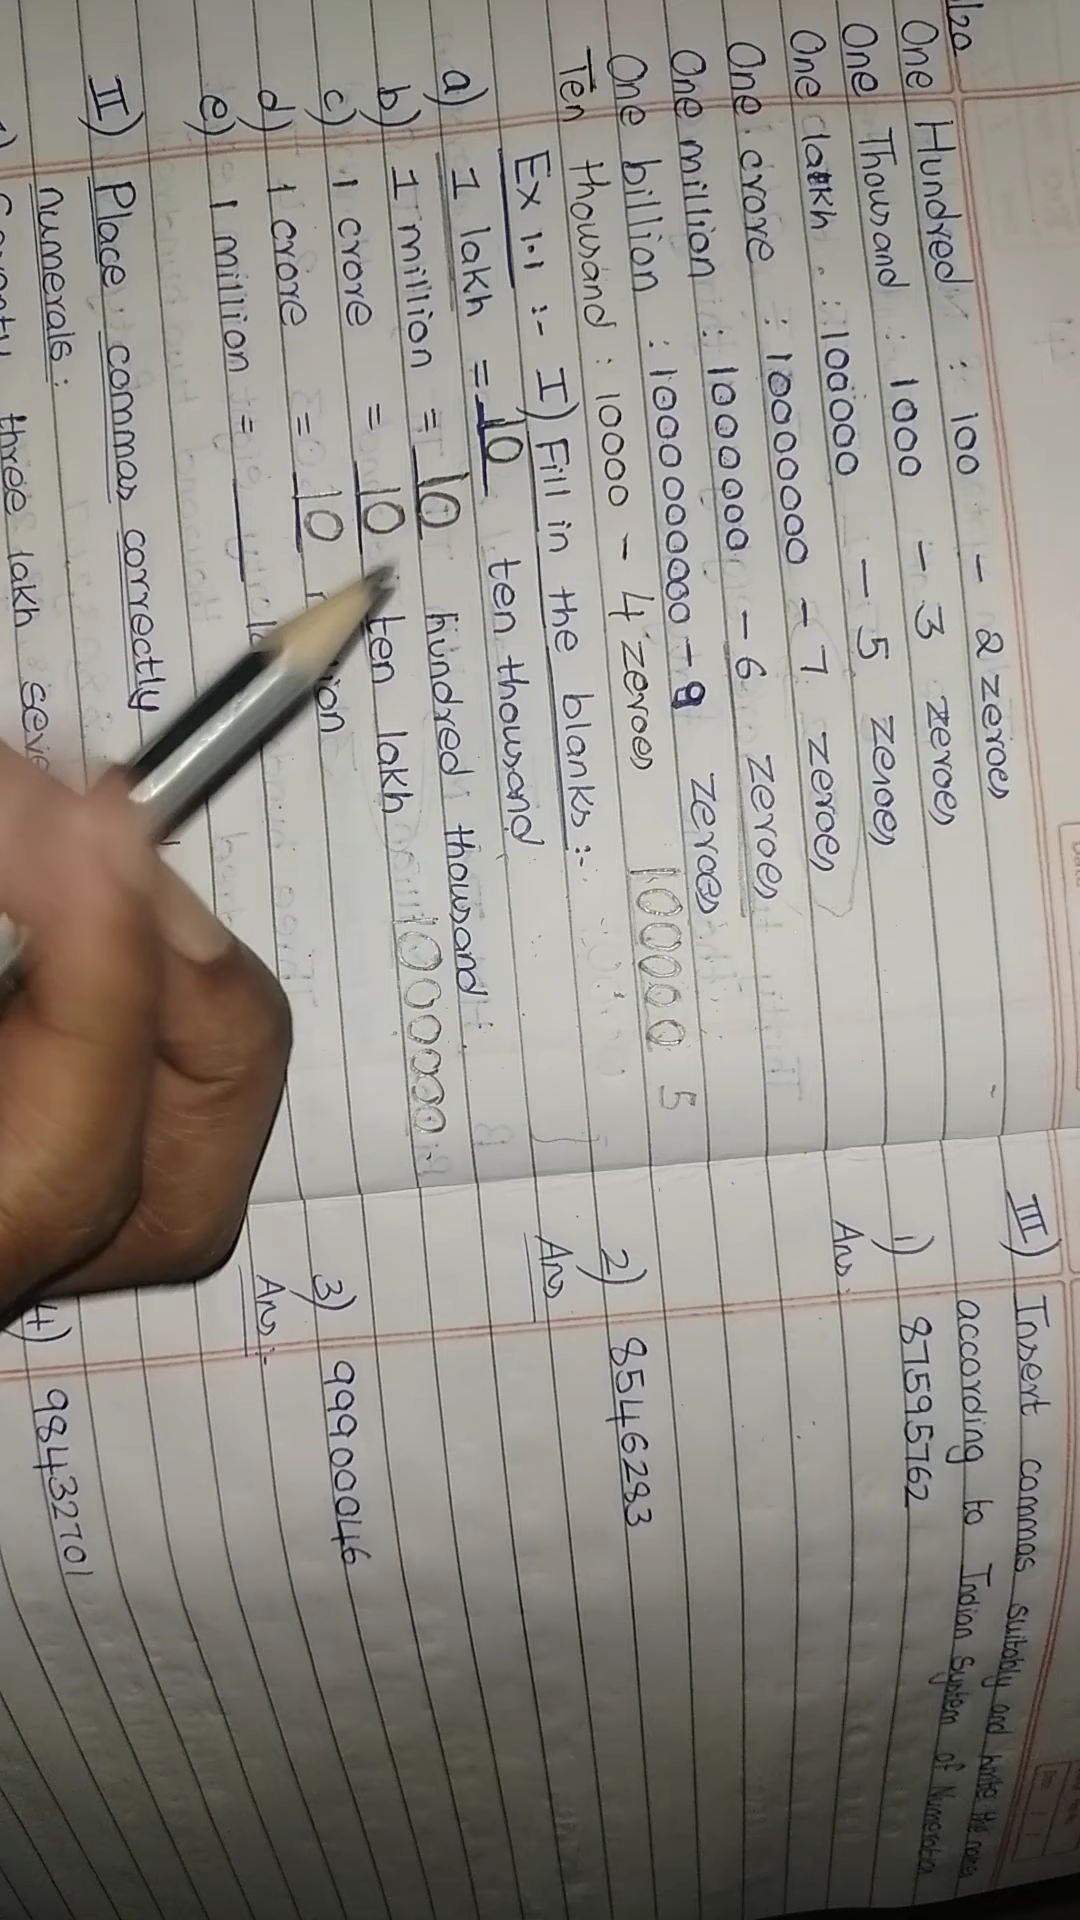 /20
One Hundred : 100 - 2 zeroes
One Thousand : 1000 - 3 zeroes
One lakh : 100000 - 5 zeroes
One crore : 10000000 - 7 zeroes
One million : 1000000 - 6 zeroes
One billion : 1000000000 - 9 zeroes
Ten thousand : 10000 - 4 zeroes 100000 5
Ex 1.1 :- I) Fill in the blanks :-
a) 1 lakh = 10 ten thousand
b) 1 million = 10 hundred thousand
c) 1 crore = 10 ten lakh 1000000
d) 1 crore = 10
e) 1 million =
II) Place commas correctly
numerals :
three lakh
III) Insert commas suitably and write the names
according to Indian System of Numeration
1) 87595762
Ans.
2) 8546283
Ans
3) 99900046
Ans :-
4) 98432701